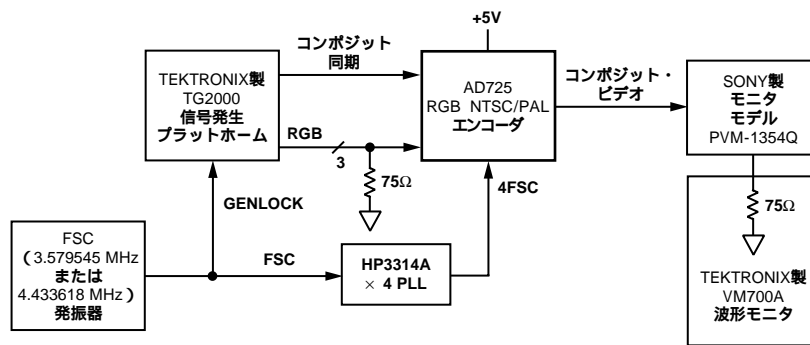 +5V
コンポジット
同期
TEKTRONIX製
TG2000
信号発生
プラットホーム
RGB
3
75Ω
AD725
RGB NTSC/PAL
エンコーダ
コンポジット・
ビデオ
SONY製
モニタ
モデル
PVM-1354Q
GENLOCK
4FSC
75Ω
FSC
(3.579545 MHz
または
4.433618 MHz)
発振器
FSC
HP3314A
× 4 PLL
TEKTRONIX製
VM700A
波形モニタ